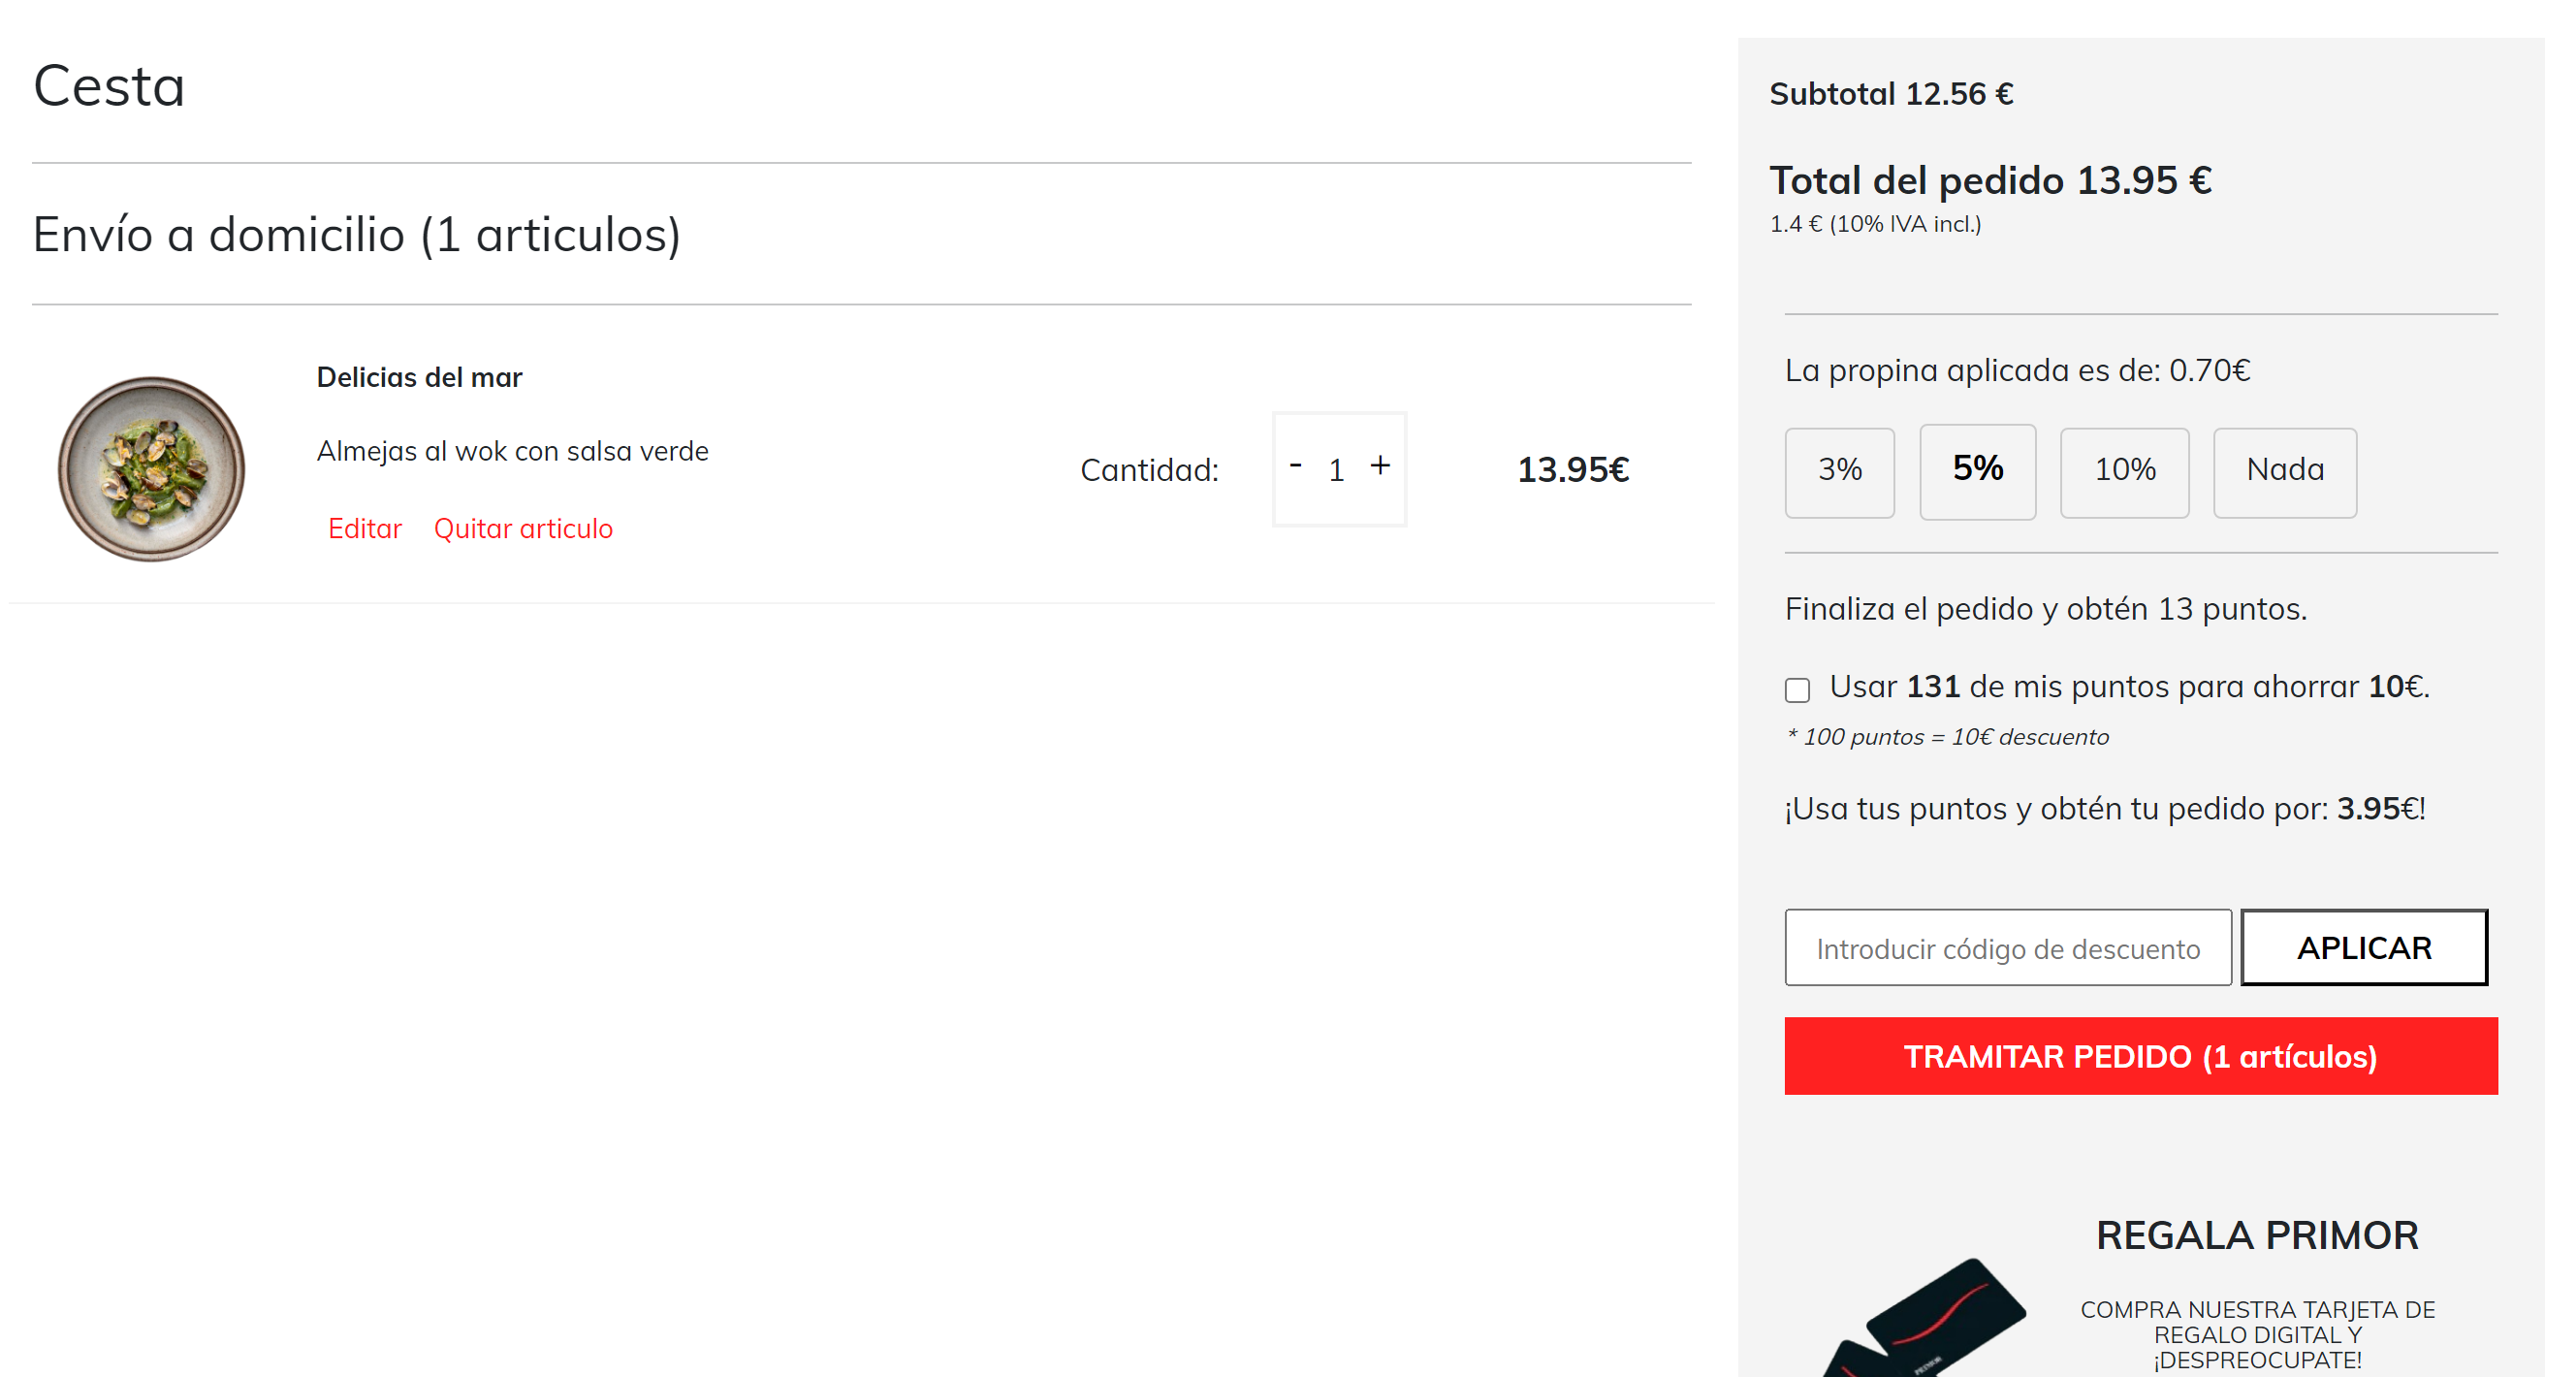 Cesta
Envío a domicilio (1 articulos)
Delicias del mar
Almejas al wok con salsa verde
Editar Quitar articulo
Cantidad: - 1 + 13.95€
Subtotal 12.56 €
Total del pedido 13.95 €
1.4 € (10% IVA incl.)
La propina aplicada es de: 0.70€
3% 5% 10% Nada
Finaliza el pedido y obtén 13 puntos.
Usar 131 de mis puntos para ahorrar 10€.
* 100 puntos = 10€ descuento
¡Usa tus puntos y obtén tu pedido por: 3.95€!
Introducir código de descuento APLICAR
TRAMITAR PEDIDO (1 artículos)
REGALA PRIMOR
COMPRA NUESTRA TARJETA DE
REGALO DIGITAL Y
¡DESPREOCUPATE!
PRIMOR